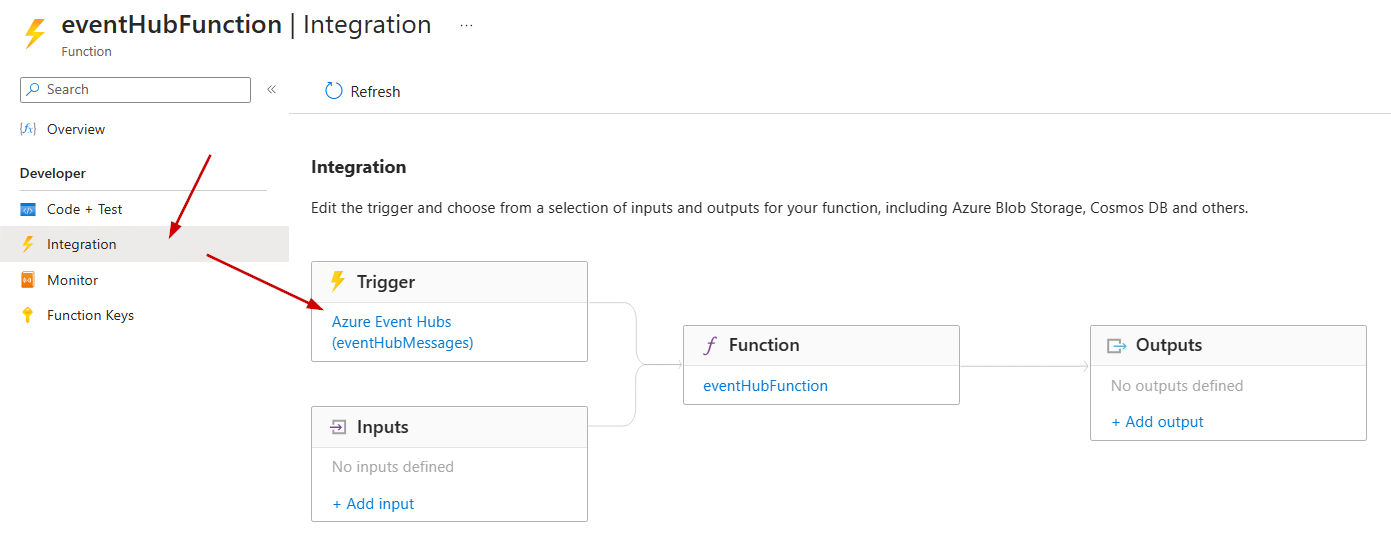 eventHubFunction | Integration ...
Function
Search
«
Refresh
{fx} Overview
Developer
Code + Test
Integration
Monitor
Function Keys
Integration
Edit the trigger and choose from a selection of inputs and outputs for your function, including Azure Blob Storage, Cosmos DB and others.
Trigger
Azure Event Hubs
(eventHubMessages)
Inputs
No inputs defined
+ Add input
f Function
eventHubFunction
Outputs
No outputs defined
+ Add output